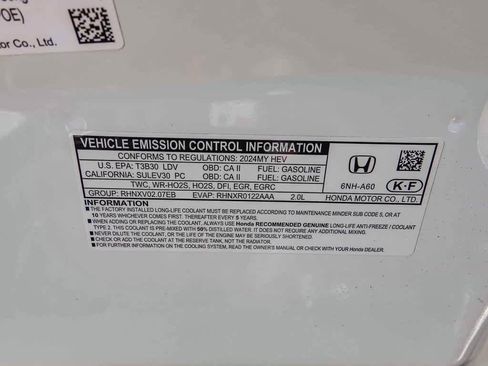 OE)
tor Co., Ltd.
VEHICLE EMISSION CONTROL INFORMATION
CONFORMS TO REGULATIONS: 2024MY HEV
U.S. EPA: T3B30 LDV OBD: CA II FUEL: GASOLINE
CALIFORNIA: SULEV30 PC OBD: CA II FUEL: GASOLINE
TWC, WR-HO2S, HO2S, DFI, EGR, EGRC
GROUP: RHNXV02.07EB EVAP: RHNXR0122AAA 2.0L
6NH-A60 K·F
HONDA MOTOR CO., LTD.
INFORMATION
■ FACTORY INSTALLED LONG-LIFE COOLANT MUST BE REPLACED ACCORDING TO MAINTENANCE MINDER SUB CODE 5, OR AT
10 YEARS WHICHEVER COMES FIRST. THEREAFTER EVERY 5 YEARS.
■ WHEN ADDING OR REPLACING THE COOLANT, ALWAYS USE Honda RECOMMENDED GENUINE LONG-LIFE ANTI-FREEZE / COOLANT
TYPE 2. THIS COOLANT IS PRE-MIXED WITH 50% DISTILLED WATER. IT DOES NOT REQUIRE ANY ADDITIONAL MIXING.
■ NEVER DILUTE THE COOLANT, OR THE LIFE OF THE ENGINE MAY BE SERIOUSLY SHORTENED.
■ CHECK OR ADD THE COOLANT AT THE RESERVE TANK, NOT THE RADIATOR.
■ FOR FURTHER INFORMATION ON THE COOLING SYSTEM, READ THE OWNER'S MANUAL OR CHECK WITH YOUR Honda DEALER.